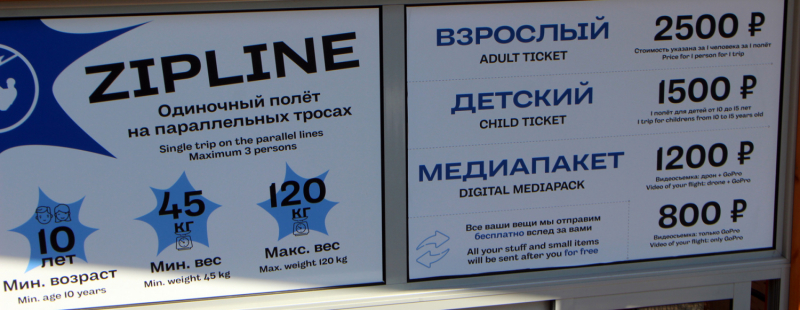 ZIPLINE
Одиночный полёт
на параллельных тросах
Single trip on the parallel lines
Maximum 3 persons
10
лет
Мин. возраст
Min. age 10 years
45
кг
Мин. вес
Min. weight 45 kg
120
кг
Макс. вес
Max. weight 120 kg
ВЗРОСЛЫЙ
ADULT TICKET
2500 ₽
Стоимость указана за 1 человека за 1 полёт
Price for 1 person for 1 trip
ДЕТСКИЙ
CHILD TICKET
1500 ₽
1 полёт для детей от 10 до 15 лет
1 trip for childrens from 10 to 15 years old
МЕДИАПАКЕТ
DIGITAL MEDIAPACK
1200 ₽
Видеосъемка: дрон + GoPro
Video of your flight: drone + GoPro
800 ₽
Видеосъемка: только GoPro
Video of your flight: only GoPro
Все ваши вещи мы отправим
бесплатно вслед за вами
All your stuff and small items
will be sent after you for free